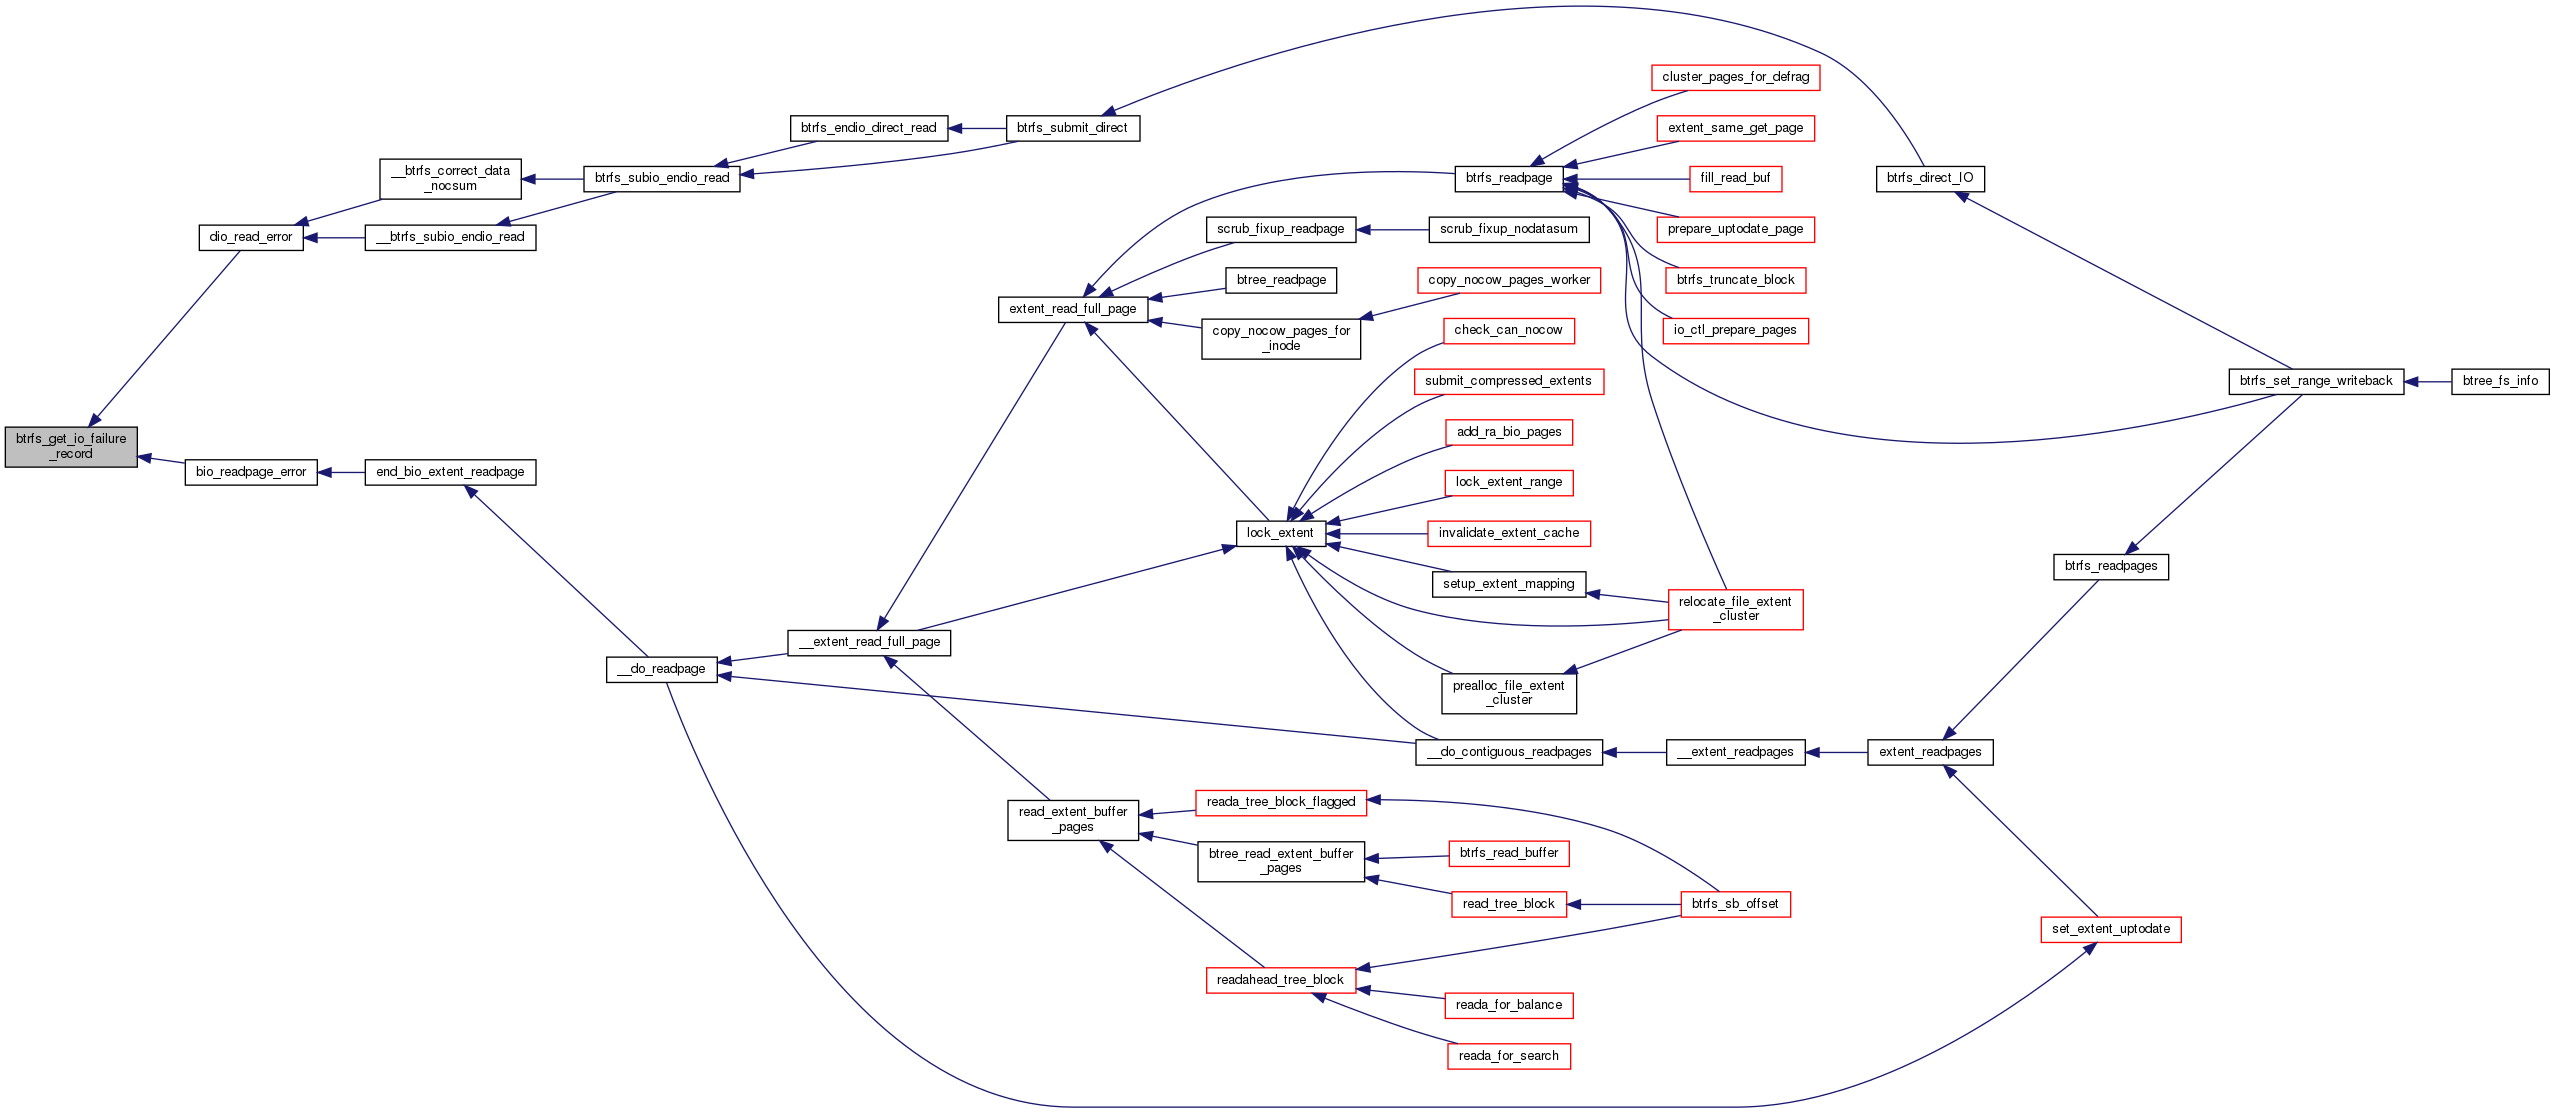 btrfs_get_io_failure
_record
dio_read_error
bio_readpage_error
__btrfs_correct_data
_nocsum
__btrfs_subio_endio_read
end_bio_extent_readpage
btrfs_subio_endio_read
__do_readpage
btrfs_endio_direct_read
__extent_read_full_page
btrfs_submit_direct
extent_read_full_page
read_extent_buffer
_pages
scrub_fixup_readpage
btree_readpage
copy_nocow_pages_for
_inode
lock_extent
reada_tree_block_flagged
btree_read_extent_buffer
_pages
readahead_tree_block
btrfs_readpage
scrub_fixup_nodatasum
copy_nocow_pages_worker
check_can_nocow
submit_compressed_extents
add_ra_bio_pages
lock_extent_range
invalidate_extent_cache
setup_extent_mapping
prealloc_file_extent
_cluster
__do_contiguous_readpages
btrfs_read_buffer
read_tree_block
reada_for_balance
reada_for_search
cluster_pages_for_defrag
extent_same_get_page
fill_read_buf
prepare_uptodate_page
btrfs_truncate_block
io_ctl_prepare_pages
relocate_file_extent
_cluster
__extent_readpages
btrfs_sb_offset
btrfs_direct_IO
extent_readpages
btrfs_readpages
set_extent_uptodate
btrfs_set_range_writeback
btree_fs_info